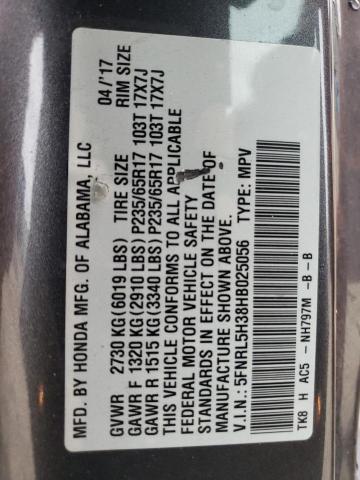 MFD. BY HONDA MFG. OF ALABAMA, LLC 04/'17
GVWR 2730 KG(6019 LBS) TIRE SIZE RIM SIZE
GAWR F 1320 KG(2910 LBS) P235/65R17 103T 17X7J
GAWR R 1515 KG(3340 LBS) P235/65R17 103T 17X7J
THIS VEHICLE CONFORMS TO ALL APPLICABLE
FEDERAL MOTOR VEHICLE SAFETY
STANDARDS IN EFFECT ON THE DATE OF
MANUFACTURE SHOWN ABOVE.
V.I.N.: 5FNRL5H38HB025056 TYPE: MPV
TK8 H AC5 - NH797M -B-B